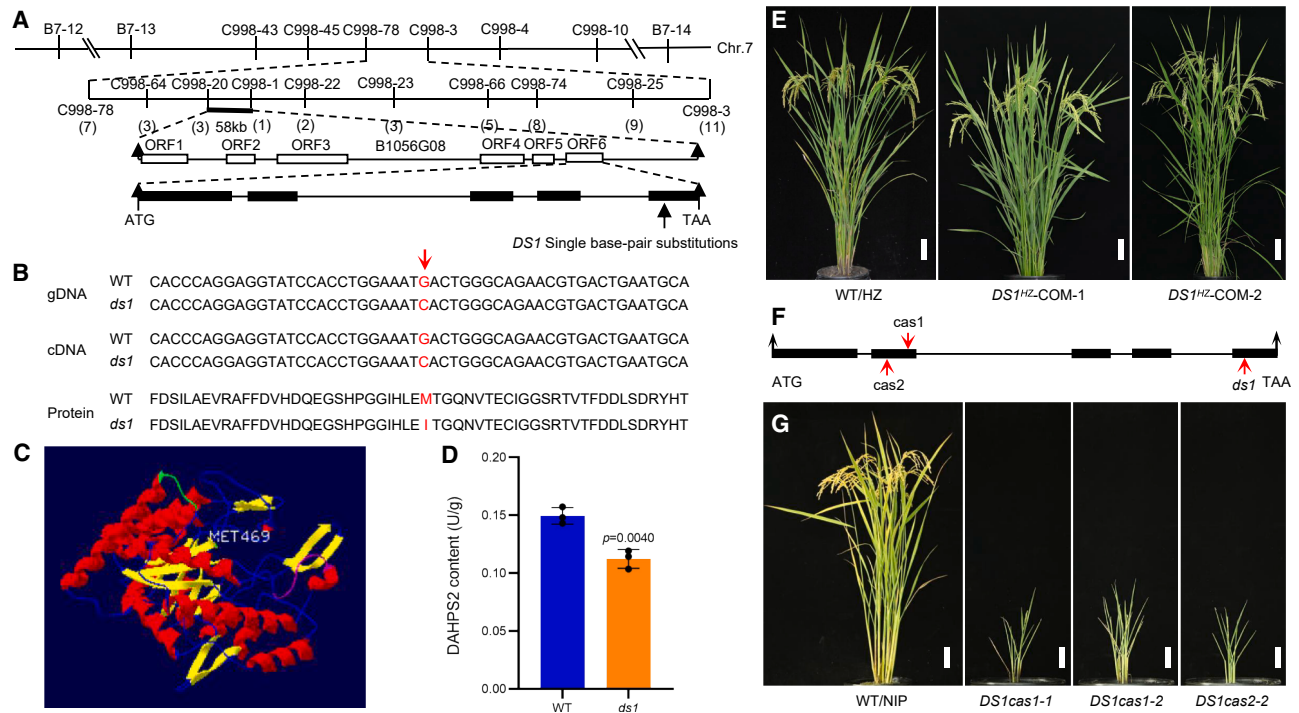 A
B7-12 B7-13 C998-43 C998-45 C998-78 C998-3 C998-4 C998-10 B7-14
Chr.7
C998-64 C998-20 C998-1 C998-22 C998-23 C998-66 C998-74 C998-25
C998-78 C998-3
(7) (3) (3) 58kb (1) (2) (3) (5) (8) (9) (11)
ORF1 ORF2 ORF3 B1056G08 ORF4 ORF5 ORF6
ATG TAA
DS1 Single base-pair substitutions
B
gDNA
WT CACCCAGGAGGTATCCACCTGGAAATGACTGGGCAGAACGTGACTGAATGCA
ds1 CACCCAGGAGGTATCCACCTGGAAATCACTGGGCAGAACGTGACTGAATGCA
cDNA
WT CACCCAGGAGGTATCCACCTGGAAATGACTGGGCAGAACGTGACTGAATGCA
ds1 CACCCAGGAGGTATCCACCTGGAAATCACTGGGCAGAACGTGACTGAATGCA
Protein
WT FDSILAEVRAFFDVHDQEGSHPGGIHLEMTGQNVTECIGGSRTVTFDDLSDRYHT
ds1 FDSILAEVRAFFDVHDQEGSHPGGIHLE I TGQNVTECIGGSRTVTFDDLSDRYHT
C
MET469
D
DAHPS2 content (U/g)
0.20
0.15
0.10
0.05
0.00
p=0.0040
WT ds1
E
WT/HZ DS1HZ-COM-1 DS1HZ-COM-2
F
cas1
cas2
ATG ds1 TAA
G
WT/NIP DS1cas1-1 DS1cas1-2 DS1cas2-2